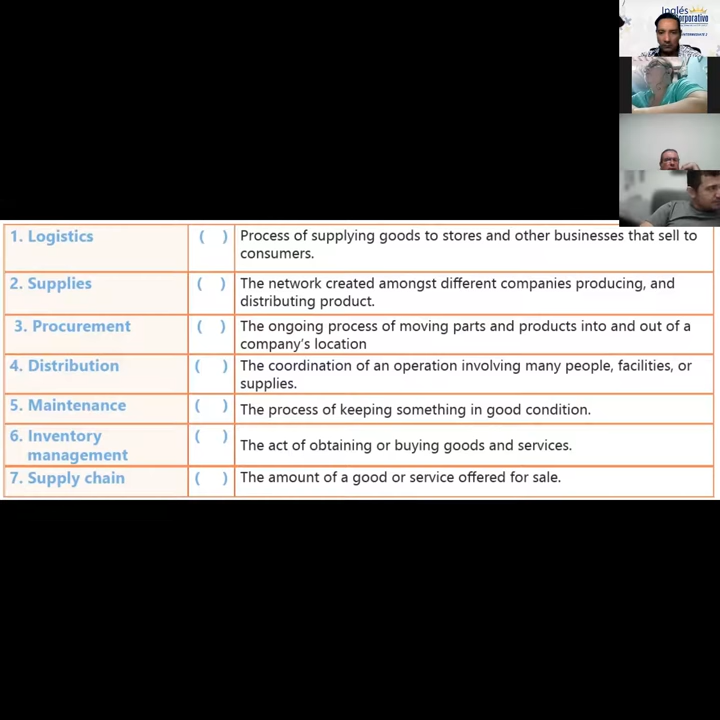 Inglés
Corporativo
INTERMEDIATE 2
1. Logistics ( ) Process of supplying goods to stores and other businesses that sell to
consumers.
2. Supplies ( ) The network created amongst different companies producing, and
distributing product.
3. Procurement ( ) The ongoing process of moving parts and products into and out of a
company's location
4. Distribution ( ) The coordination of an operation involving many people, facilities, or
supplies.
5. Maintenance ( ) The process of keeping something in good condition.
6. Inventory
management ( ) The act of obtaining or buying goods and services.
7. Supply chain ( ) The amount of a good or service offered for sale.